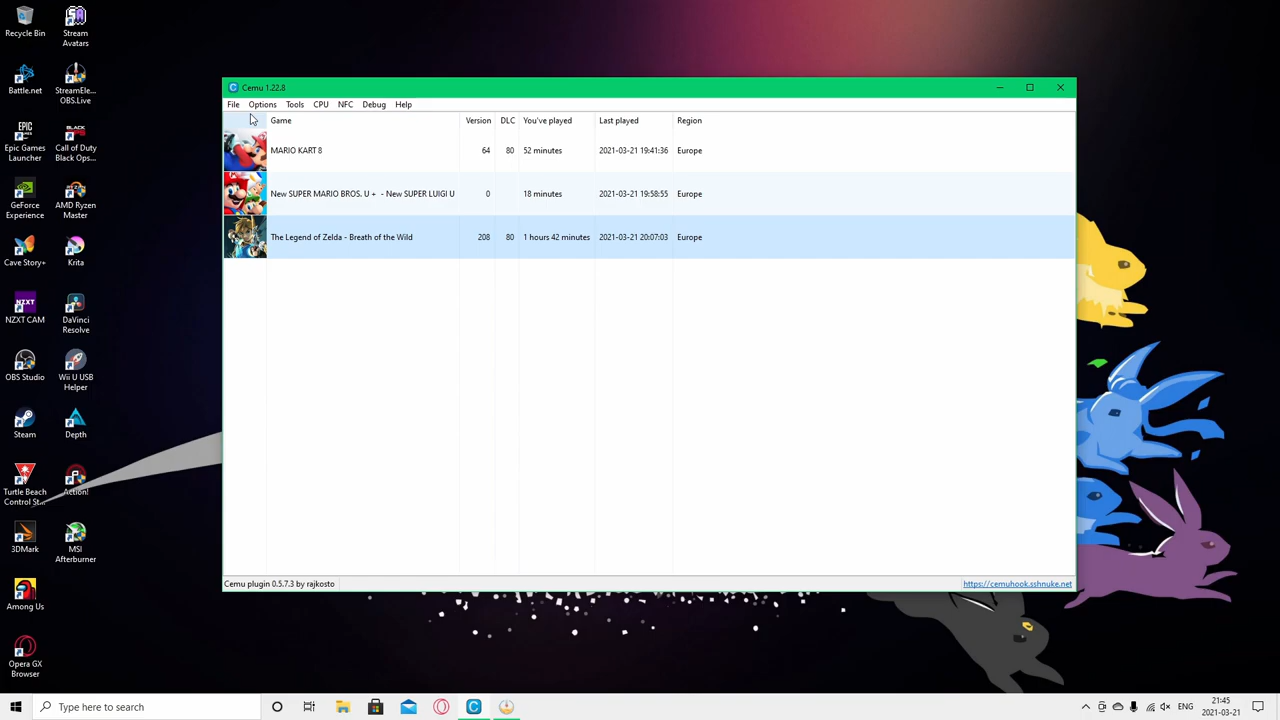 Recycle Bin
Stream Avatars
Battle.net
StreamEle... OBS.Live
Epic Games Launcher
Call of Duty Black Ops...
GeForce Experience
AMD Ryzen Master
Cave Story+
Krita
NZXT
NZXT CAM
DaVinci Resolve
OBS Studio
Wii U USB Helper
Steam
Depth
Turtle Beach Control St...
Action!
3DMark
MSI Afterburner
Among Us
Opera GX Browser
Cemu 1.22.8
File Options Tools CPU NFC Debug Help
Game Version DLC You've played Last played Region
MARIO KART 8 64 80 52 minutes 2021-03-21 19:41:36 Europe
New SUPER MARIO BROS. U + - New SUPER LUIGI U 0 18 minutes 2021-03-21 19:58:55 Europe
The Legend of Zelda - Breath of the Wild 208 80 1 hours 42 minutes 2021-03-21 20:07:03 Europe
Cemu plugin 0.5.7.3 by rajkosto https://cemuhook.sshnuke.net
Type here to search
ENG
21:45
2021-03-21